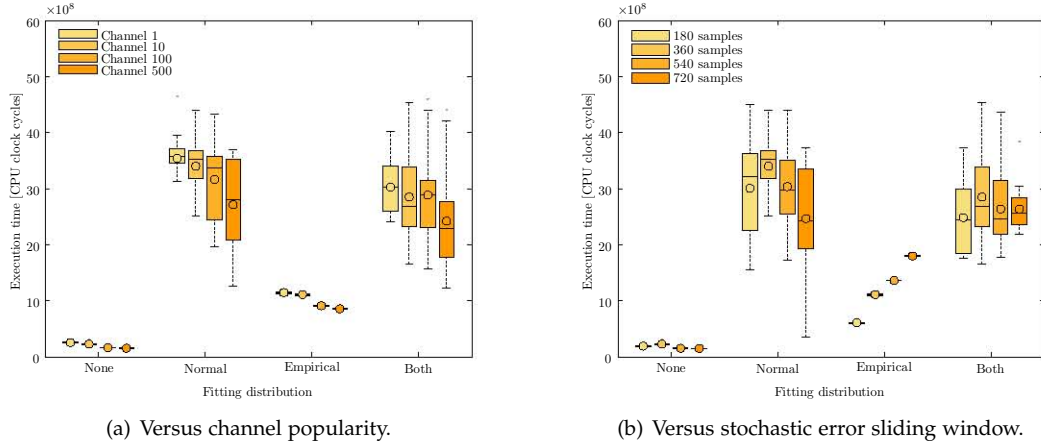 60 ×10⁸
Channel 1
Channel 10
Channel 100
Channel 500
50
40
30
20
10
0
Execution time [CPU clock cycles]
None Normal Empirical Both
Fitting distribution
(a) Versus channel popularity.
60 ×10⁸
180 samples
360 samples
540 samples
720 samples
50
40
30
20
10
0
Execution time [CPU clock cycles]
None Normal Empirical Both
Fitting distribution
(b) Versus stochastic error sliding window.